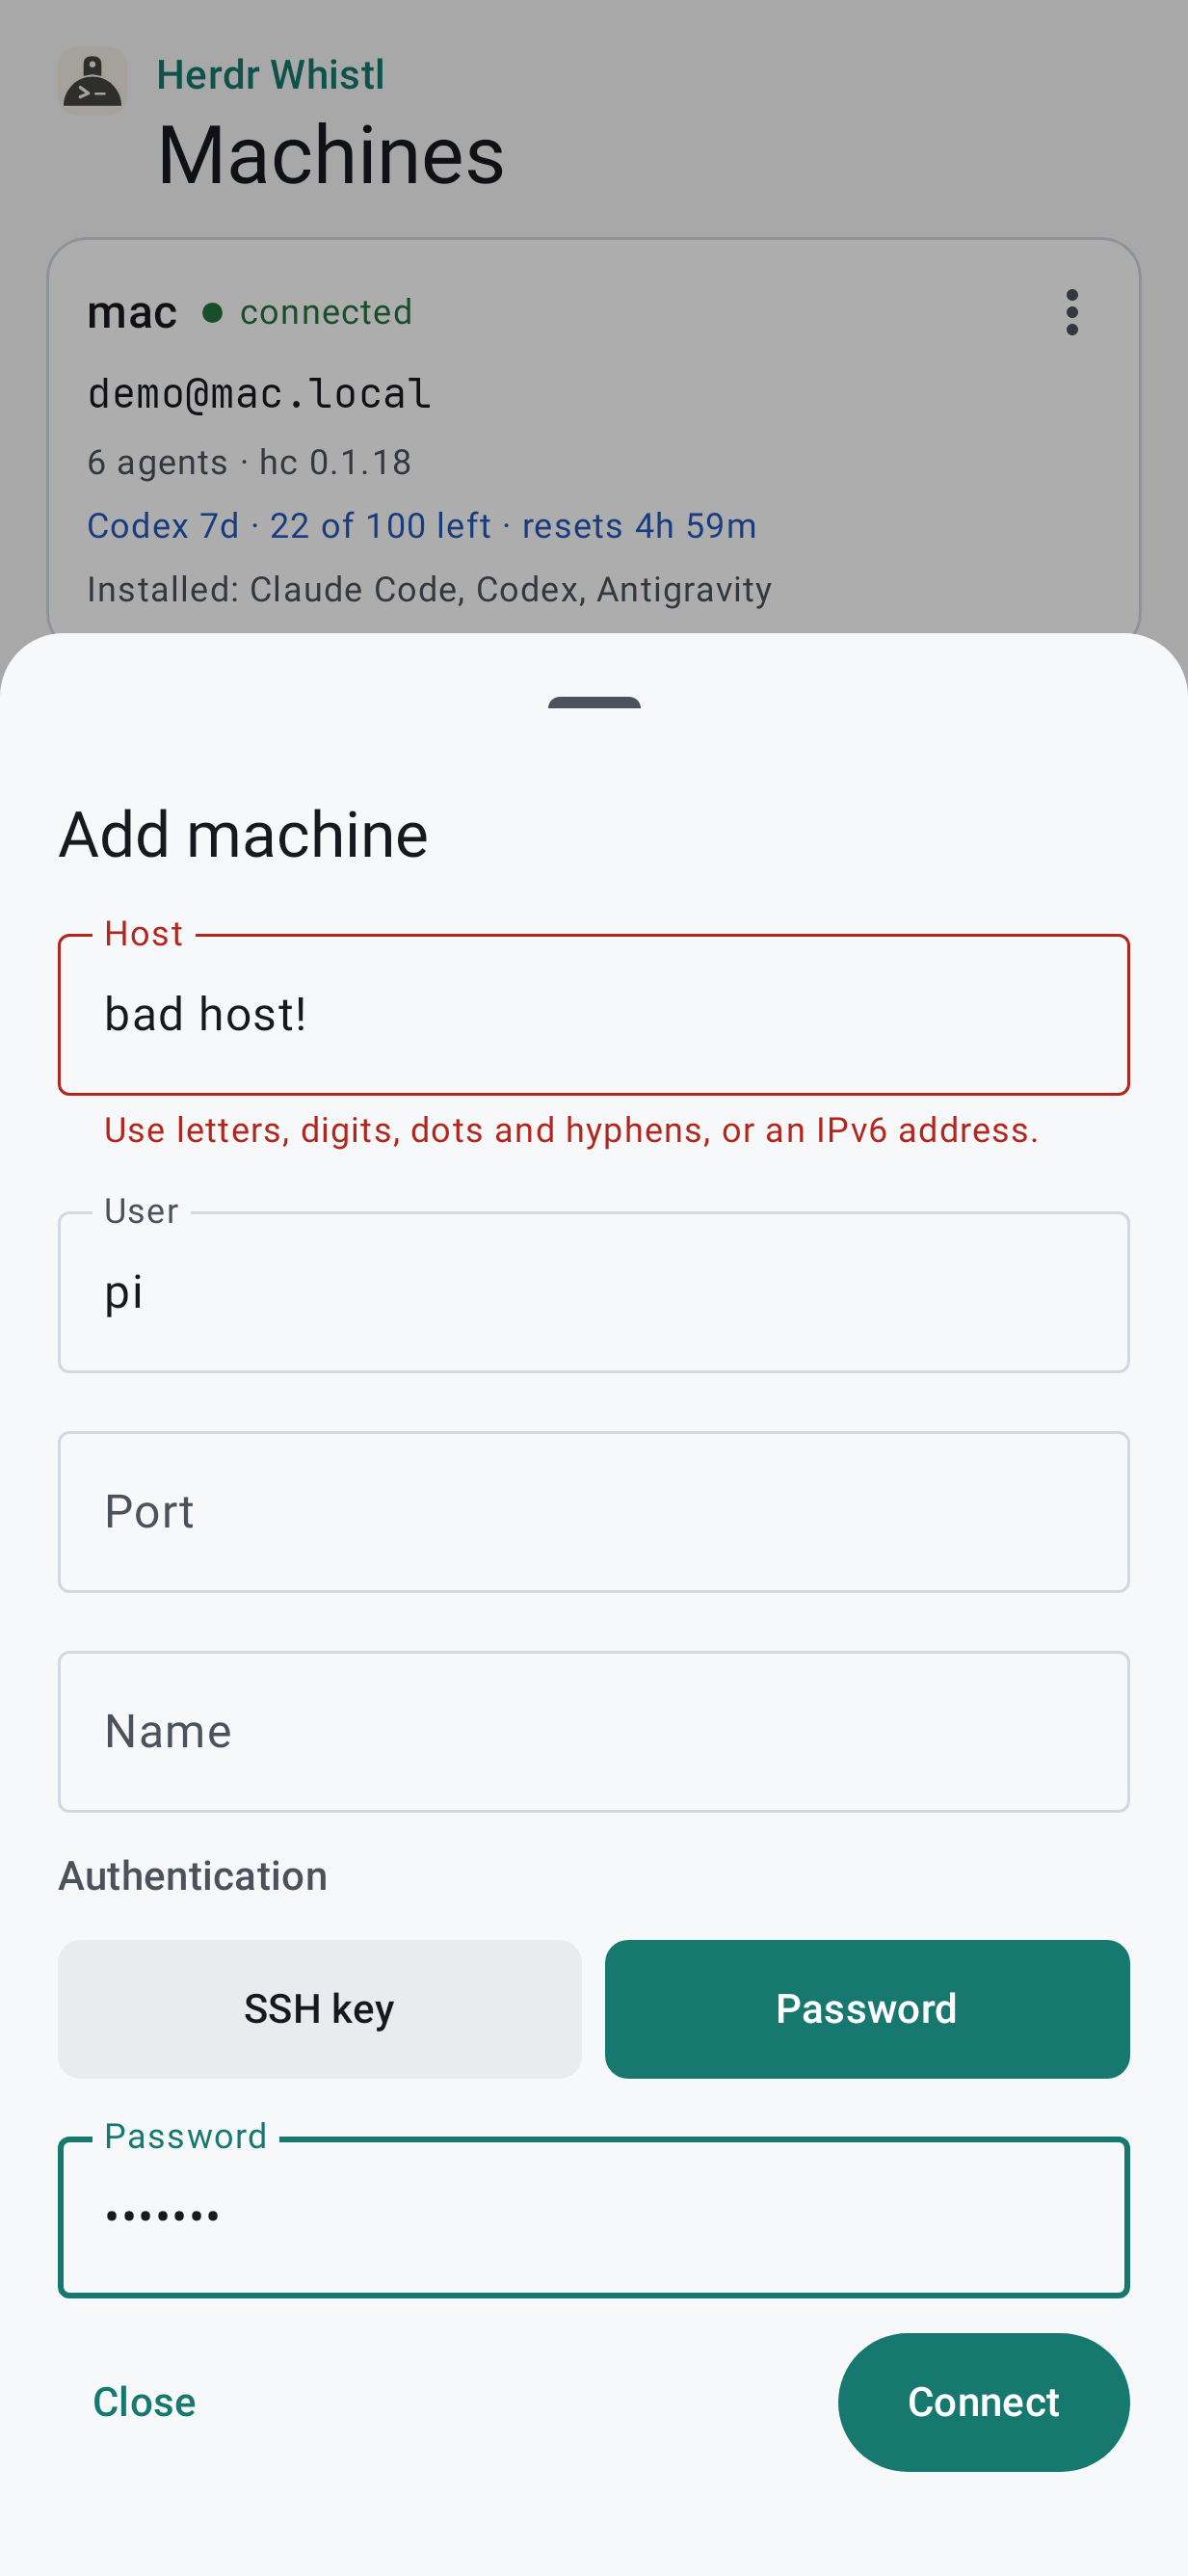 Herdr Whistl
Machines
mac ● connected
demo@mac.local
6 agents · hc 0.1.18
Codex 7d · 22 of 100 left · resets 4h 59m
Installed: Claude Code, Codex, Antigravity
Add machine
Host
bad host!
Use letters, digits, dots and hyphens, or an IPv6 address.
User
pi
Port
Name
Authentication
SSH key
Password
Password
•••••••
Close
Connect